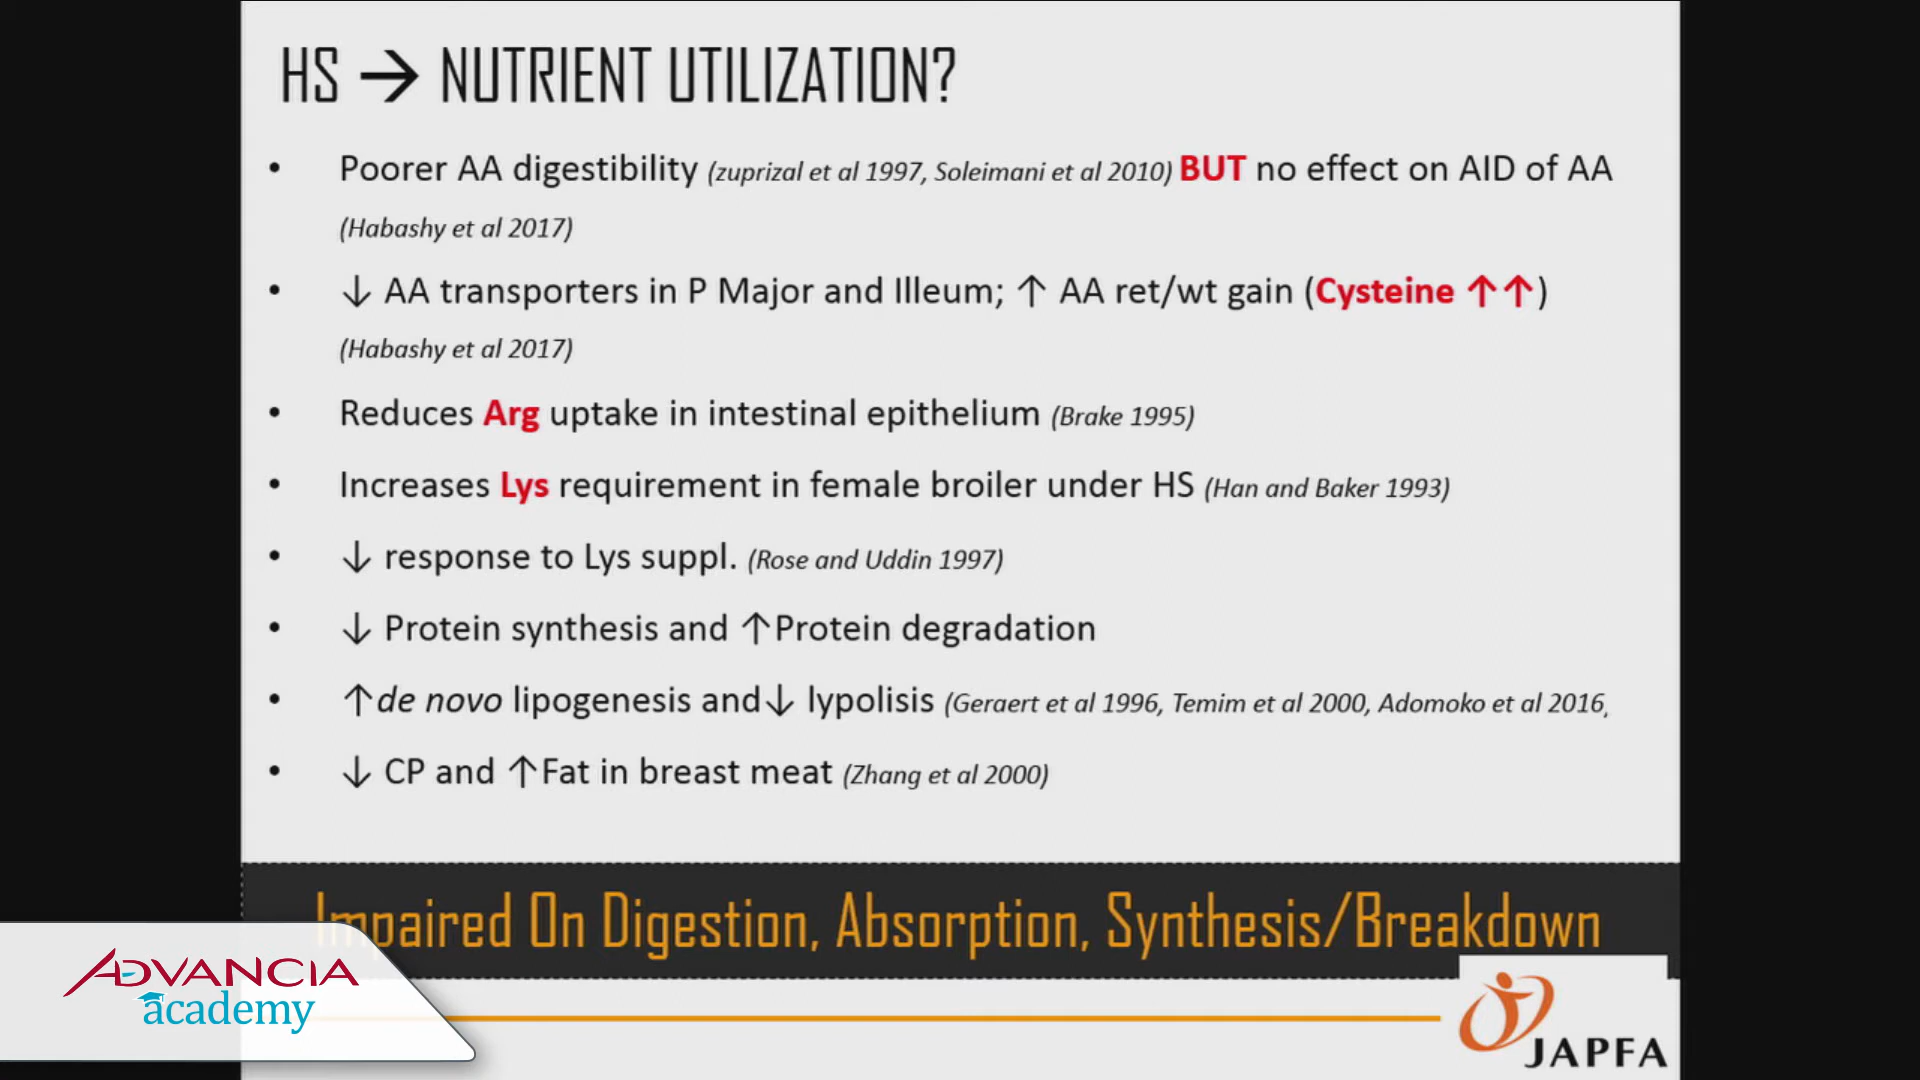 HS → NUTRIENT UTILIZATION?
• Poorer AA digestibility (zuprizal et al 1997, Soleimani et al 2010) BUT no effect on AID of AA
(Habashy et al 2017)
• ↓ AA transporters in P Major and Illeum; ↑ AA ret/wt gain (Cysteine ↑↑)
(Habashy et al 2017)
• Reduces Arg uptake in intestinal epithelium (Brake 1995)
• Increases Lys requirement in female broiler under HS (Han and Baker 1993)
• ↓ response to Lys suppl. (Rose and Uddin 1997)
• ↓ Protein synthesis and ↑Protein degradation
• ↑de novo lipogenesis and↓ lypolisis (Geraert et al 1996, Temim et al 2000, Adomoko et al 2016,
• ↓ CP and ↑Fat in breast meat (Zhang et al 2000)
Impaired On Digestion, Absorption, Synthesis/Breakdown
ADVANCIA
academy
JAPFA